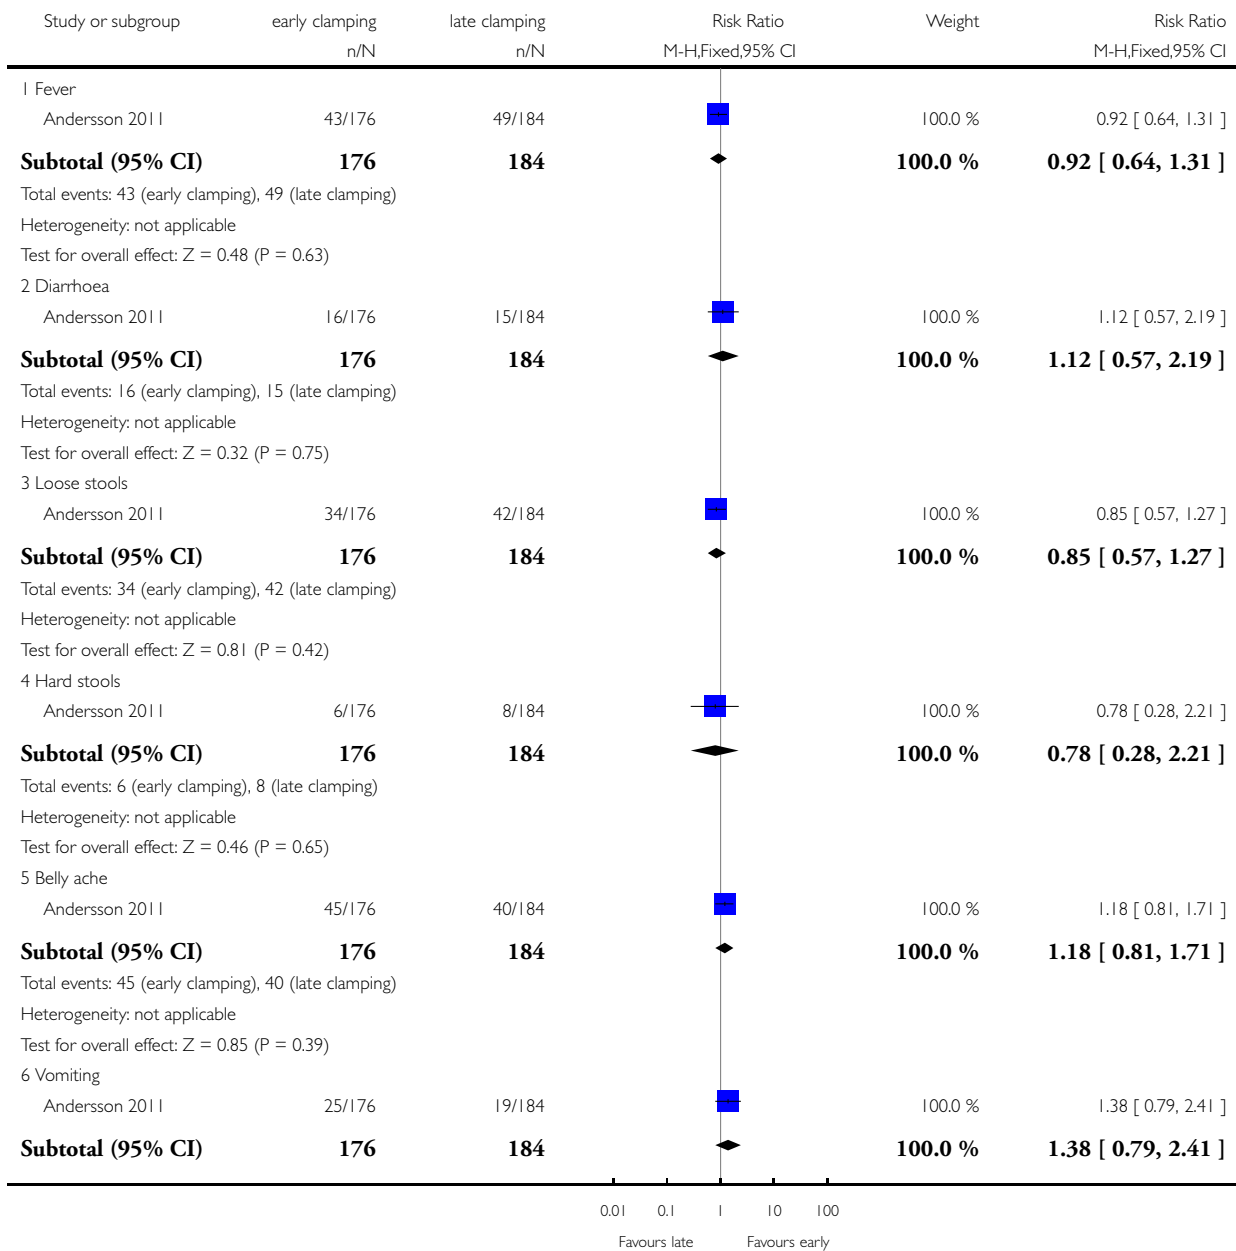 Study or subgroup early clamping late clamping Risk Ratio Weight Risk Ratio
n/N n/N M-H,Fixed,95% CI M-H,Fixed,95% CI
1 Fever
Andersson 2011 43/176 49/184 100.0 % 0.92 [ 0.64, 1.31 ]
Subtotal (95% CI) 176 184 100.0 % 0.92 [ 0.64, 1.31 ]
Total events: 43 (early clamping), 49 (late clamping)
Heterogeneity: not applicable
Test for overall effect: Z = 0.48 (P = 0.63)
2 Diarrhoea
Andersson 2011 16/176 15/184 100.0 % 1.12 [ 0.57, 2.19 ]
Subtotal (95% CI) 176 184 100.0 % 1.12 [ 0.57, 2.19 ]
Total events: 16 (early clamping), 15 (late clamping)
Heterogeneity: not applicable
Test for overall effect: Z = 0.32 (P = 0.75)
3 Loose stools
Andersson 2011 34/176 42/184 100.0 % 0.85 [ 0.57, 1.27 ]
Subtotal (95% CI) 176 184 100.0 % 0.85 [ 0.57, 1.27 ]
Total events: 34 (early clamping), 42 (late clamping)
Heterogeneity: not applicable
Test for overall effect: Z = 0.81 (P = 0.42)
4 Hard stools
Andersson 2011 6/176 8/184 100.0 % 0.78 [ 0.28, 2.21 ]
Subtotal (95% CI) 176 184 100.0 % 0.78 [ 0.28, 2.21 ]
Total events: 6 (early clamping), 8 (late clamping)
Heterogeneity: not applicable
Test for overall effect: Z = 0.46 (P = 0.65)
5 Belly ache
Andersson 2011 45/176 40/184 100.0 % 1.18 [ 0.81, 1.71 ]
Subtotal (95% CI) 176 184 100.0 % 1.18 [ 0.81, 1.71 ]
Total events: 45 (early clamping), 40 (late clamping)
Heterogeneity: not applicable
Test for overall effect: Z = 0.85 (P = 0.39)
6 Vomiting
Andersson 2011 25/176 19/184 100.0 % 1.38 [ 0.79, 2.41 ]
Subtotal (95% CI) 176 184 100.0 % 1.38 [ 0.79, 2.41 ]
0.01 0.1 1 10 100
Favours late Favours early